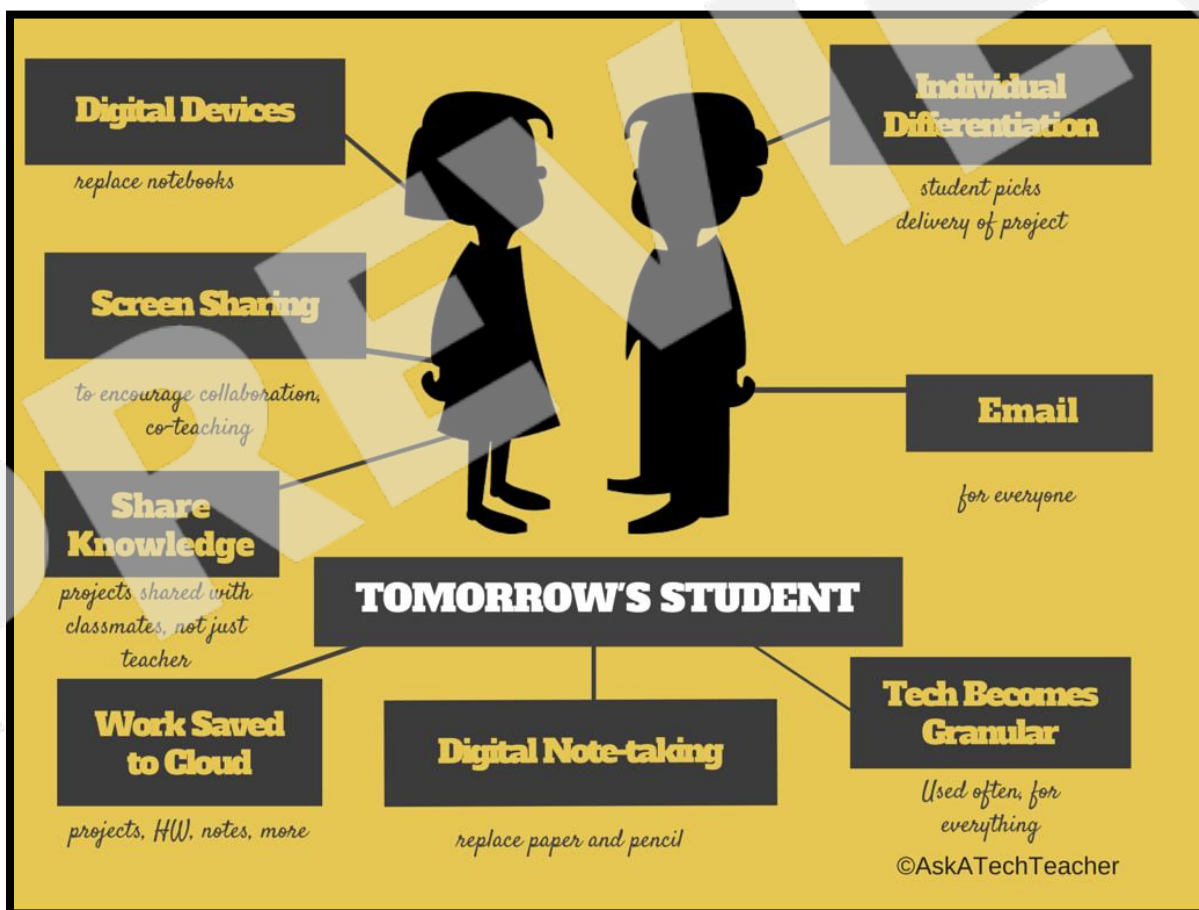 Digital Devices
replace notebooks
Individual
Differentiation
student picks
delivery of project
Screen Sharing
to encourage collaboration,
co-teaching
Email
for everyone
Share
Knowledge
projects shared with
classmates, not just
teacher
TOMORROW'S STUDENT
Work Saved
to Cloud
projects, HW, notes, more
Digital Note-taking
replace paper and pencil
Tech Becomes
Granular
Used often, for
everything
©AskATechTeacher
PREVIE